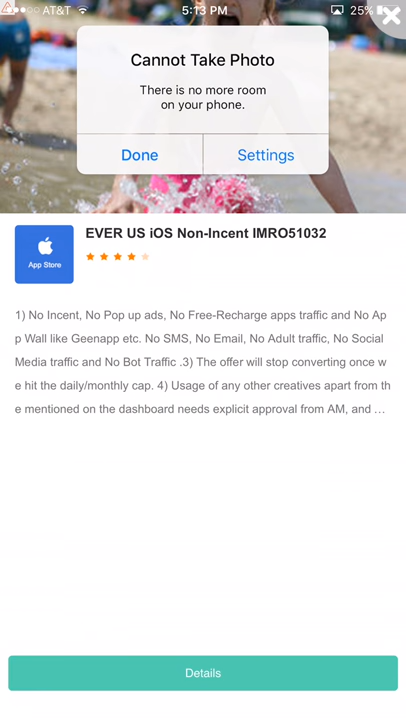 AT&T 5:13 PM 25%
Cannot Take Photo
There is no more room
on your phone.
Done Settings
EVER US iOS Non-Incent IMRO51032
App Store
1) No Incent, No Pop up ads, No Free-Recharge apps traffic and No Ap
p Wall like Geenapp etc. No SMS, No Email, No Adult traffic, No Social
Media traffic and No Bot Traffic .3) The offer will stop converting once w
e hit the daily/monthly cap. 4) Usage of any other creatives apart from th
e mentioned on the dashboard needs explicit approval from AM, and …
Details